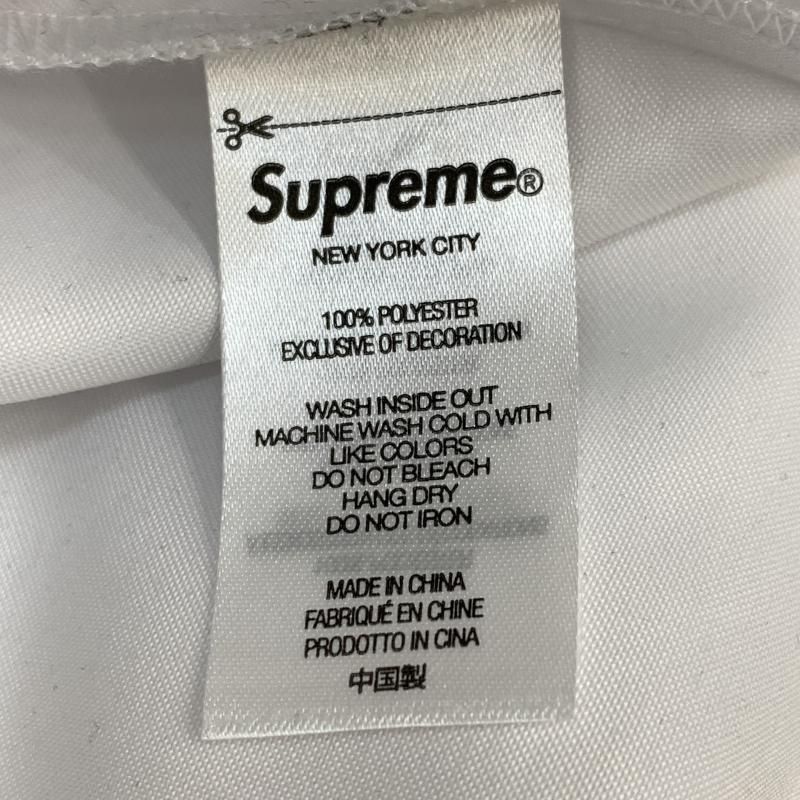 Supreme®
NEW YORK CITY
100% POLYESTER
EXCLUSIVE OF DECORATION
WASH INSIDE OUT
MACHINE WASH COLD WITH
LIKE COLORS
DO NOT BLEACH
HANG DRY
DO NOT IRON
MADE IN CHINA
FABRIQUÉ EN CHINE
PRODOTTO IN CINA
中国製